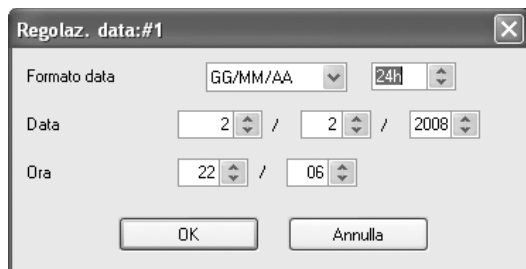 Regolaz. data:#1
Formato data GG/MM/AA 24h
Data 2 / 2 / 2008
Ora 22 / 06
OK Annulla